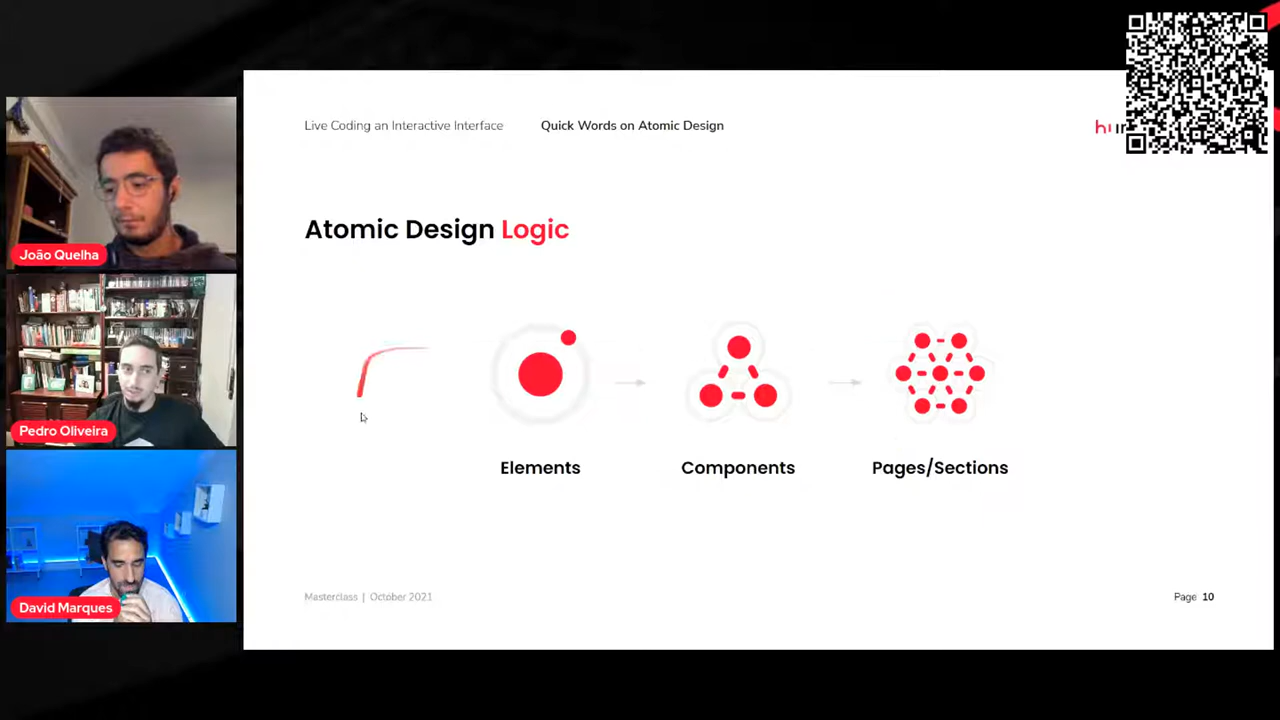 Live Coding an Interactive Interface
Quick Words on Atomic Design
Atomic Design Logic
Elements
Components
Pages/Sections
Masterclass | October 2021
Page 10
João Quelha
Pedro Oliveira
David Marques